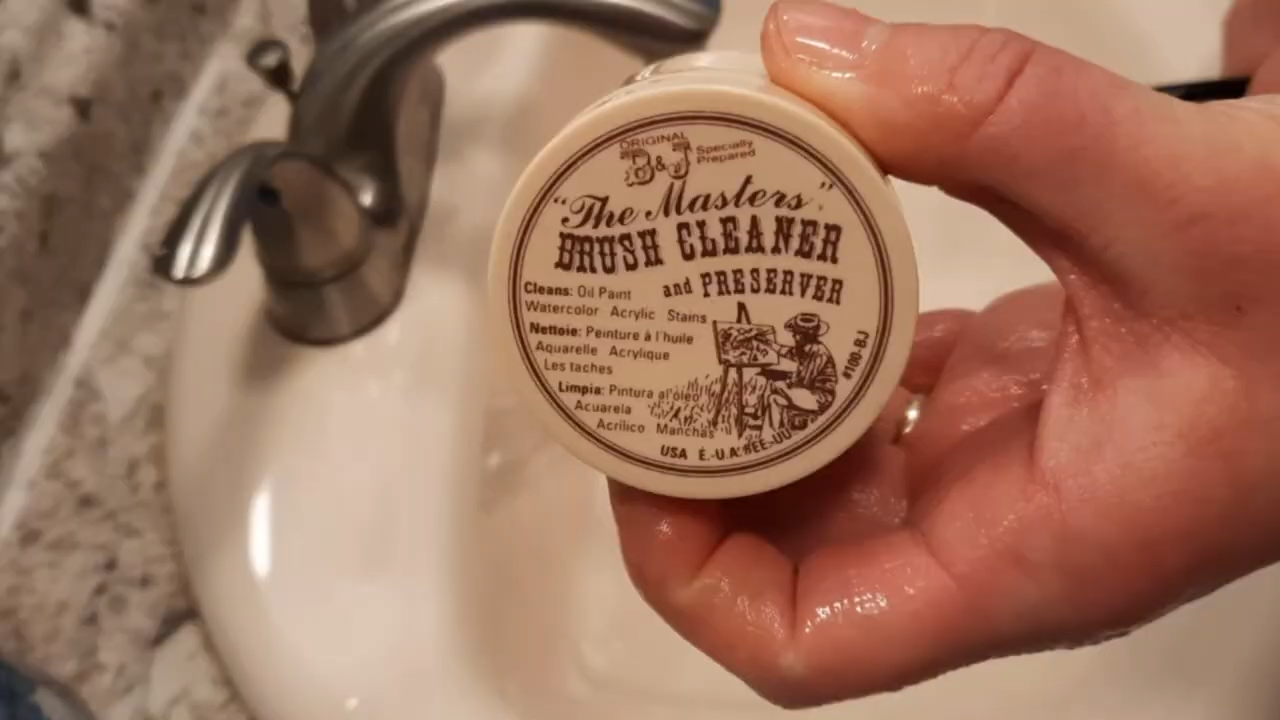 ORIGINAL
B&J Specially Prepared
"The Masters"
BRUSH CLEANER
and PRESERVER
Cleans: Oil Paint
Watercolor Acrylic Stains
Nettoie: Peinture à l'huile
Aquarelle Acrylique
Les taches
Limpia: Pintura al'óleo
Acuarela
Acrílico Manchas
USA É.-U.A. EE-UU
#100-BJ